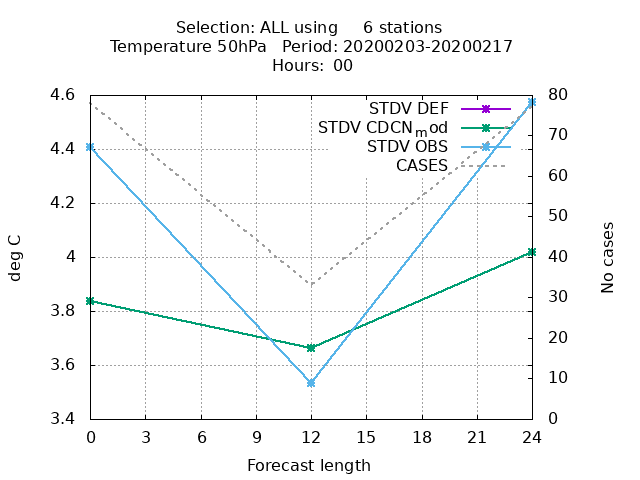 Selection: ALL using     6 stations
Temperature 50hPa   Period: 20200203-20200217
Hours:  00
STDV DEF
STDV CDCN_mod
STDV OBS
CASES
4.6
4.4
4.2
4
3.8
3.6
3.4
deg C
80
70
60
50
40
30
20
10
0
No cases
0 3 6 9 12 15 18 21 24
Forecast length